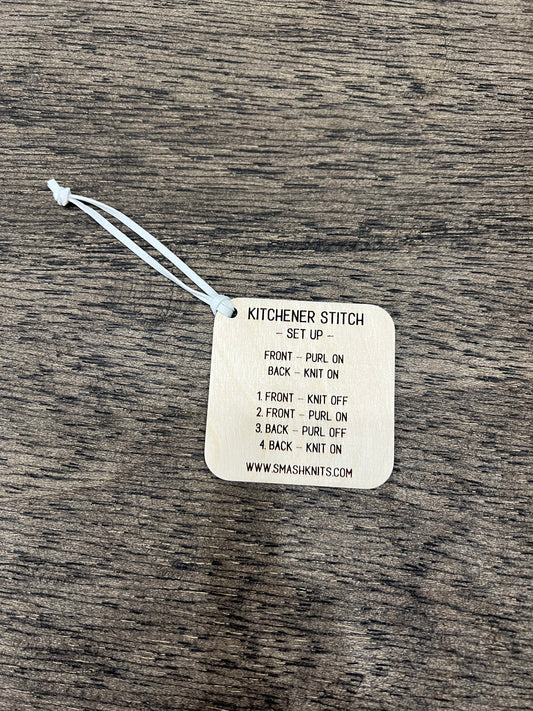 KITCHENER STITCH
- SET UP -
FRONT - PURL ON
BACK - KNIT ON
1. FRONT - KNIT OFF
2. FRONT - PURL ON
3. BACK - PURL OFF
4. BACK - KNIT ON
WWW.SMASHKNITS.COM